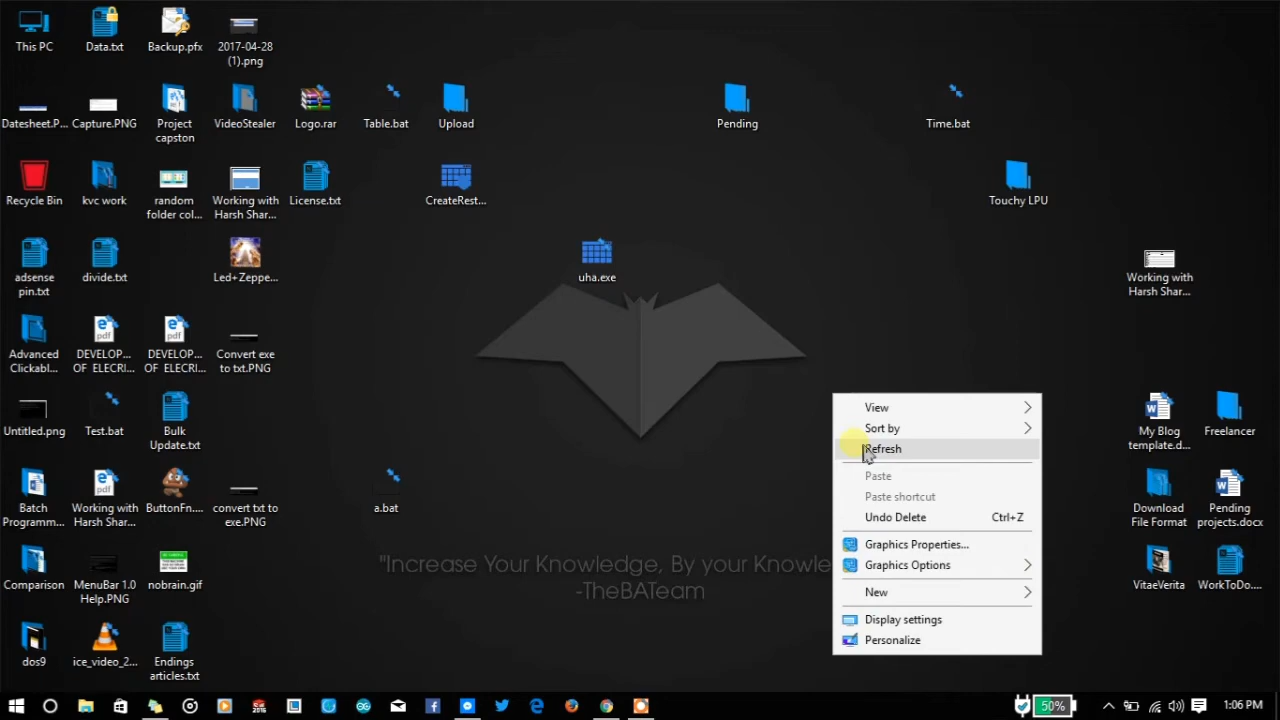 This PC
Data.txt
Backup.pfx
2017-04-28
(1).png
Datesheet.P...
Capture.PNG
Project
capston
VideoStealer
Logo.rar
Table.bat
Upload
Pending
Time.bat
Recycle Bin
kvc work
random
folder col...
Working with
Harsh Shar...
License.txt
CreateRest...
Touchy LPU
adsense
pin.txt
divide.txt
Led+Zeppe...
uha.exe
Working with
Harsh Shar...
Advanced
Clickabl...
DEVELOP...
OF ELECRI...
DEVELOP...
OF ELECRI...
Convert exe
to txt.PNG
Untitled.png
Test.bat
Bulk
Update.txt
My Blog
template.d...
Freelancer
Batch
Programm...
Working with
Harsh Shar...
ButtonFn....
convert txt to
exe.PNG
a.bat
Download
File Format
Pending
projects.docx
Comparison
MenuBar 1.0
Help.PNG
nobrain.gif
VitaeVerita
WorkToDo....
dos9
ice_video_2...
Endings
articles.txt
"Increase Your Knowledge, By your Knowle
-TheBATeam
View
Sort by
Refresh
Paste
Paste shortcut
Undo Delete Ctrl+Z
Graphics Properties...
Graphics Options
New
Display settings
Personalize
50%
1:06 PM